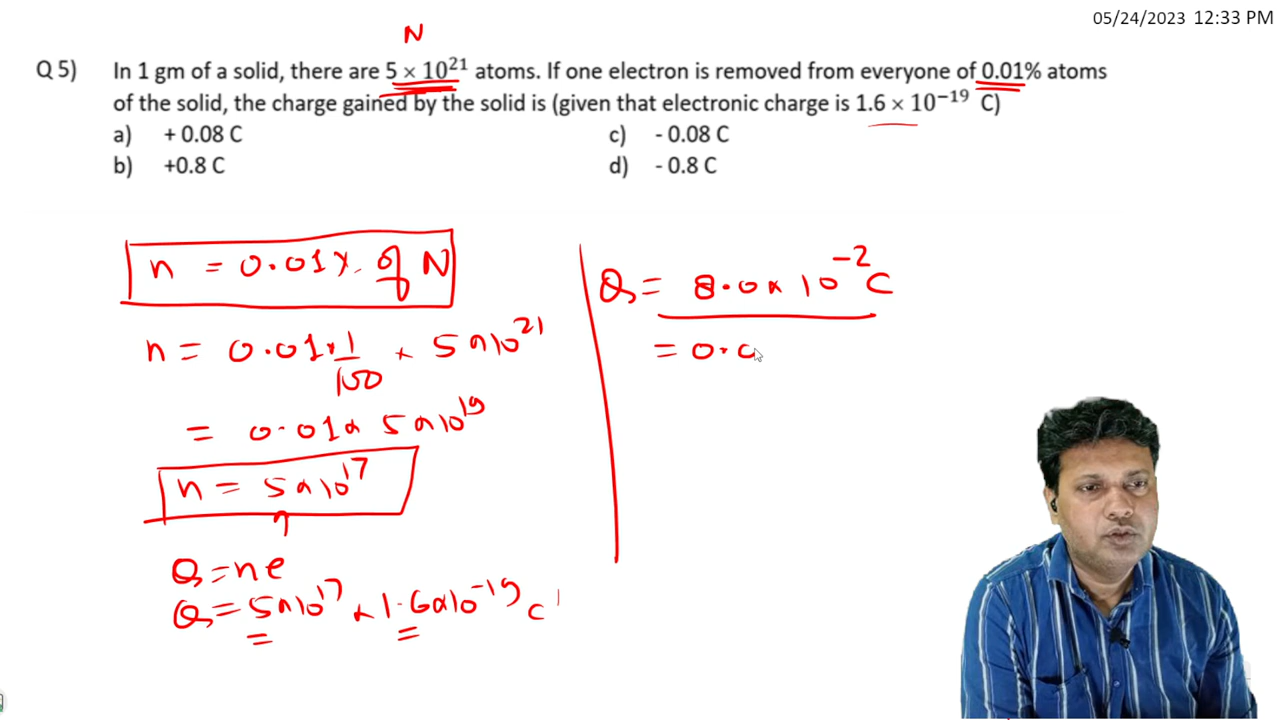 05/24/2023 12:33 PM
N
Q 5) In 1 gm of a solid, there are 5 × 10²¹ atoms. If one electron is removed from everyone of 0.01% atoms
of the solid, the charge gained by the solid is (given that electronic charge is 1.6 × 10⁻¹⁹ C)
a) + 0.08 C c) - 0.08 C
b) +0.8 C d) - 0.8 C
n = 0.01% of N
n = 0.01 × 1/100 × 5 × 10²¹
= 0.01 × 5 × 10¹⁹
n = 5 × 10¹⁷
Q = ne
Q = 5 × 10¹⁷ × 1.6 × 10⁻¹⁹ C
Q = 8.0 × 10⁻² C
= 0.0